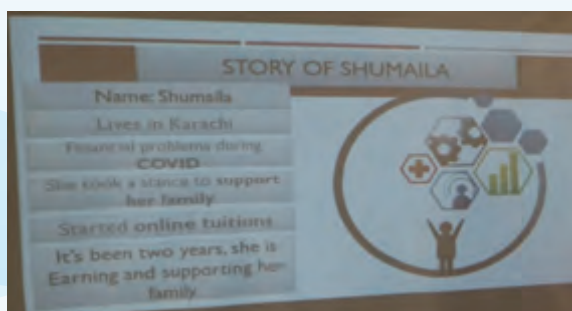 STORY OF SHUMAILA
Name: Shumaila
Lives in Karachi
Financial problems during
COVID
She took a stance to support
her family
Started online tuitions
It's been two years, she is
Earning and supporting her
family